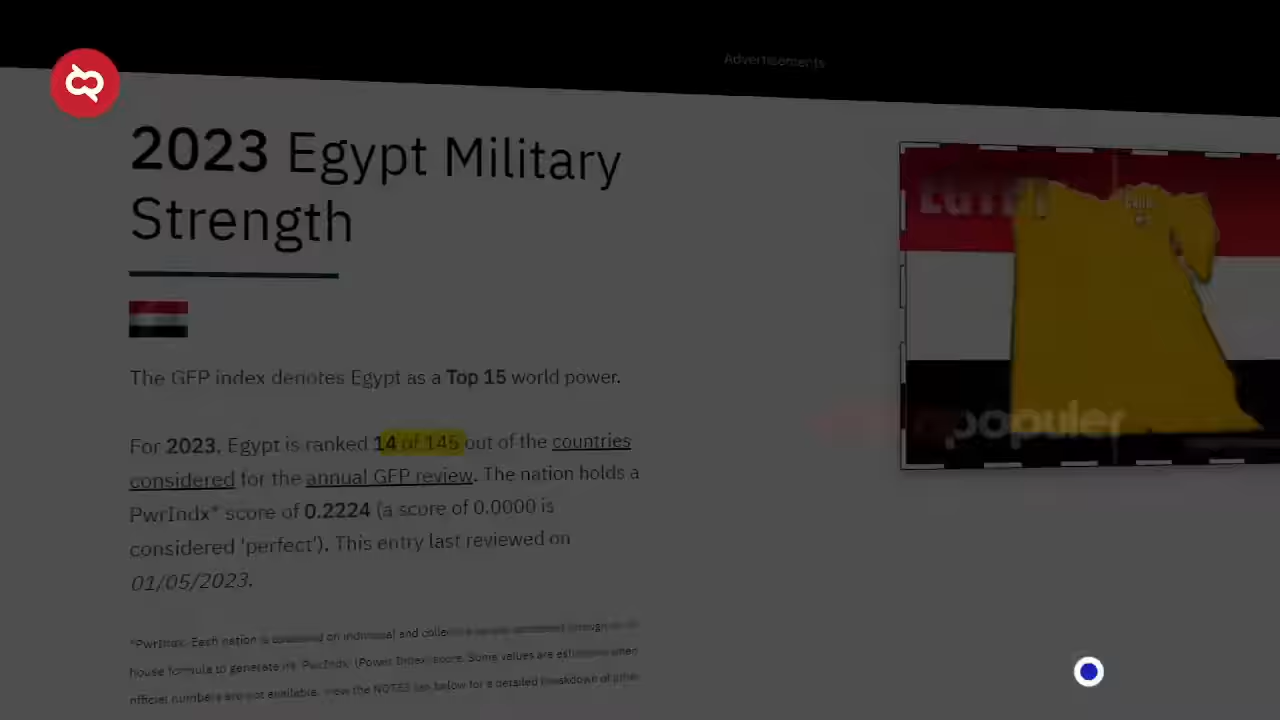 Advertisements
2023 Egypt Military
Strength
EGYPT
The GFP index denotes Egypt as a Top 15 world power.
For 2023, Egypt is ranked 14 of 145 out of the countries
considered for the annual GFP review. The nation holds a
PwrIndx* score of 0.2224 (a score of 0.0000 is
considered 'perfect'). This entry last reviewed on
01/05/2023.
*PwrIndx: Each nation is assessed on individual and
house formula to generate its 'PwrIndx' (Power Index) score. Some values are estimated when
official numbers are not available. View the NOTES tab below for a detailed breakdown of
populer